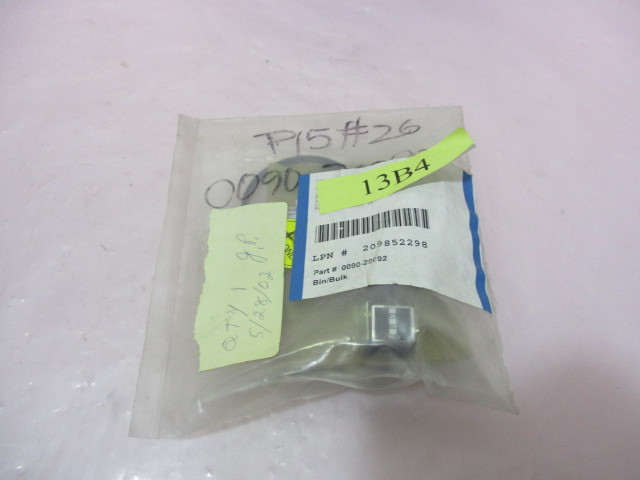 P15#26
0090-
13B4
LPN # 209852298
Part # 0090-20092
Bin/Bulk
QTY 1 g.P.
5/28/02